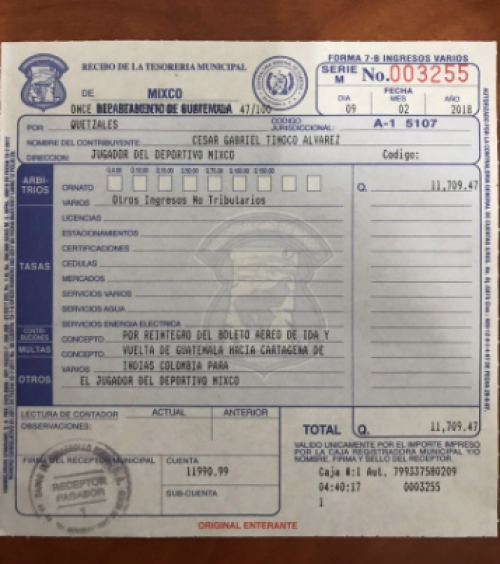 FORMA 7-B INGRESOS VARIOS
RECIBO DE LA TESORERIA MUNICIPAL
SERIE M No. 003255
DE MIXCO
FECHA
DIA MES AÑO
09 02 2018
DEPARTAMENTO DE GUATEMALA
ONCE 47/100
POR: QUETZALES
CODIGO JURISDICCIONAL: A-1 5107
NOMBRE DEL CONTRIBUYENTE: CESAR GABRIEL TINOCO ALVAREZ
DIRECCION: JUGADOR DEL DEPORTIVO MIXCO Codigo:
ARBITRIOS
ORNATO Q. 11,709.47
VARIOS Otros Ingresos No Tributarios
TASAS
LICENCIAS
ESTACIONAMIENTOS
CERTIFICACIONES
CEDULAS
MERCADOS
SERVICIOS VARIOS
SERVICIOS AGUA
SERVICIOS ENERGIA ELECTRICA
CONTRIBUCIONES CONCEPTO POR REINTEGRO DEL BOLETO AEREO DE IDA Y
MULTAS CONCEPTO VUELTA DE GUATEMALA HACIA CARTAGENA DE
OTROS VARIOS INDIAS COLOMBIA PARA
EL JUGADOR DEL DEPORTIVO MIXCO
LECTURA DE CONTADOR ACTUAL ANTERIOR
OBSERVACIONES:
TOTAL Q. 11,709.47
VALIDO UNICAMENTE POR EL IMPORTE IMPRESO
POR LA CAJA REGISTRADORA MUNICIPAL Y/O
NOMBRE, FIRMA Y SELLO DEL RECEPTOR.
FIRMA DEL RECEPTOR MUNICIPAL
CUENTA
11990.99
SUB-CUENTA
RECEPTOR
PAGADOR
Caja #:1 Aut. 799337580209
04:40:17 0003255
1
ORIGINAL ENTERANTE